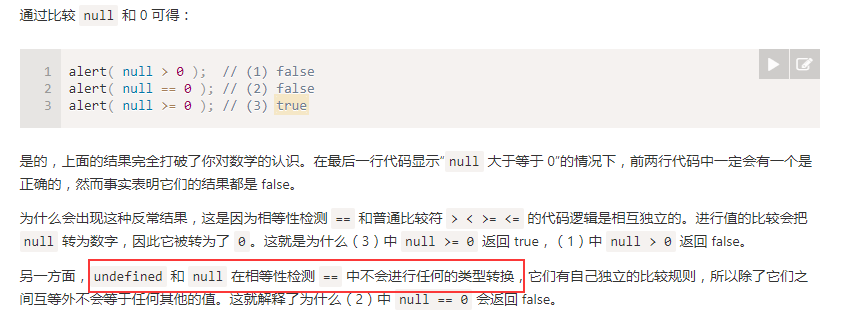 通过比较 null 和 0 可得：
1 alert( null > 0 );  // (1) false
2 alert( null == 0 ); // (2) false
3 alert( null >= 0 ); // (3) true
是的，上面的结果完全打破了你对数学的认识。在最后一行代码显示“null 大于等于 0”的情况下，前两行代码中一定会有一个是
正确的，然而事实表明它们的结果都是 false。
为什么会出现这种反常结果，这是因为相等性检测 == 和普通比较符 > < >= <= 的代码逻辑是相互独立的。进行值的比较会把
null 转为数字，因此它被转为了 0 。这就是为什么（3）中 null >= 0 返回 true，（1）中 null > 0 返回 false。
另一方面，undefined 和 null 在相等性检测 == 中不会进行任何的类型转换，它们有自己独立的比较规则，所以除了它们之
间互等外不会等于任何其他的值。这就解释了为什么（2）中 null == 0 会返回 false。